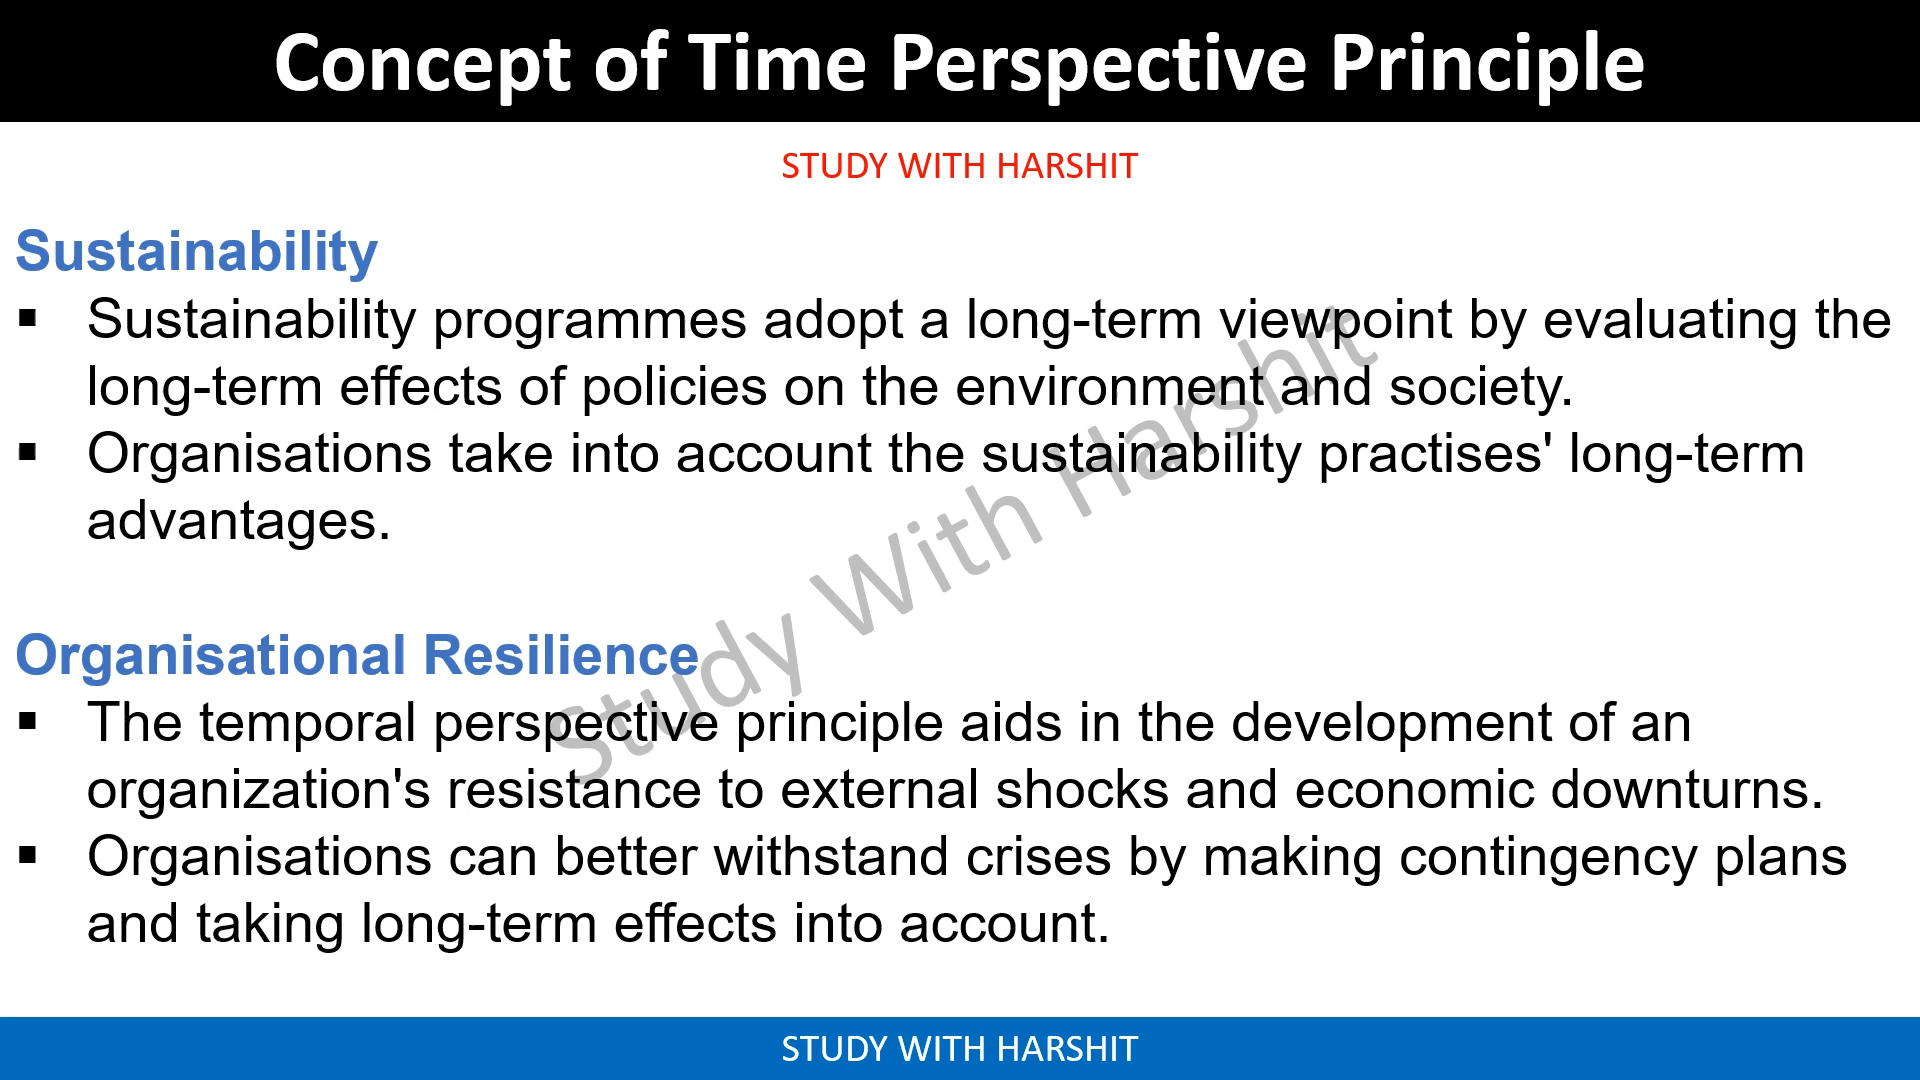 Concept of Time Perspective Principle
STUDY WITH HARSHIT
Sustainability
▪ Sustainability programmes adopt a long-term viewpoint by evaluating the
long-term effects of policies on the environment and society.
▪ Organisations take into account the sustainability practises' long-term
advantages.
Study With Harshit
Organisational Resilience
▪ The temporal perspective principle aids in the development of an
organization's resistance to external shocks and economic downturns.
▪ Organisations can better withstand crises by making contingency plans
and taking long-term effects into account.
STUDY WITH HARSHIT